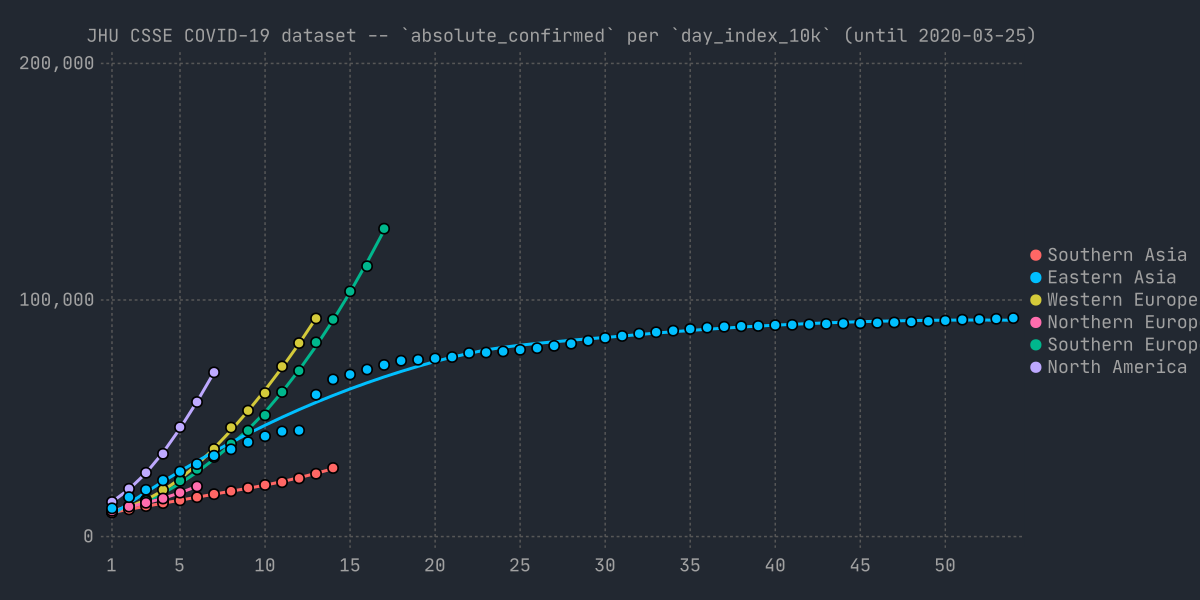 JHU CSSE COVID-19 dataset -- `absolute_confirmed` per `day_index_10k` (until 2020-03-25)
200,000
100,000
0
1 5 10 15 20 25 30 35 40 45 50
Southern Asia
Eastern Asia
Western Europe
Northern Europ
Southern Europ
North America